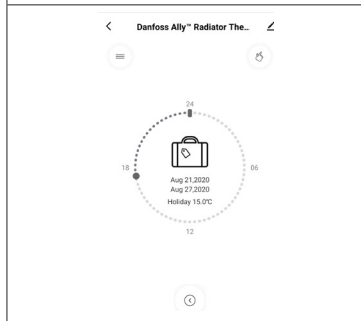 Danfoss Ally™ Radiator The..
24
18
06
Aug 21,2020
Aug 27,2020
Holiday 15.0°C
12